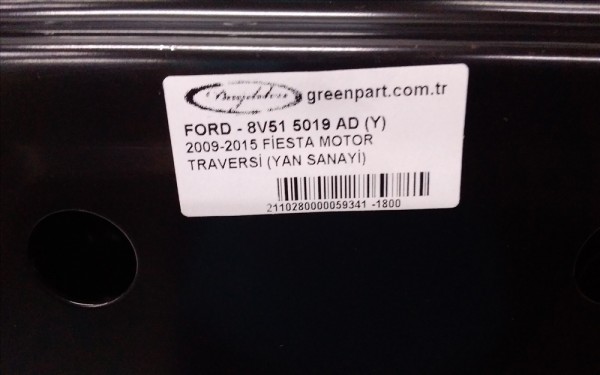 greenpart.com.tr
FORD - 8V51 5019 AD (Y)
2009-2015 FİESTA MOTOR
TRAVERSİ (YAN SANAYİ)
2110280000059341 -1800